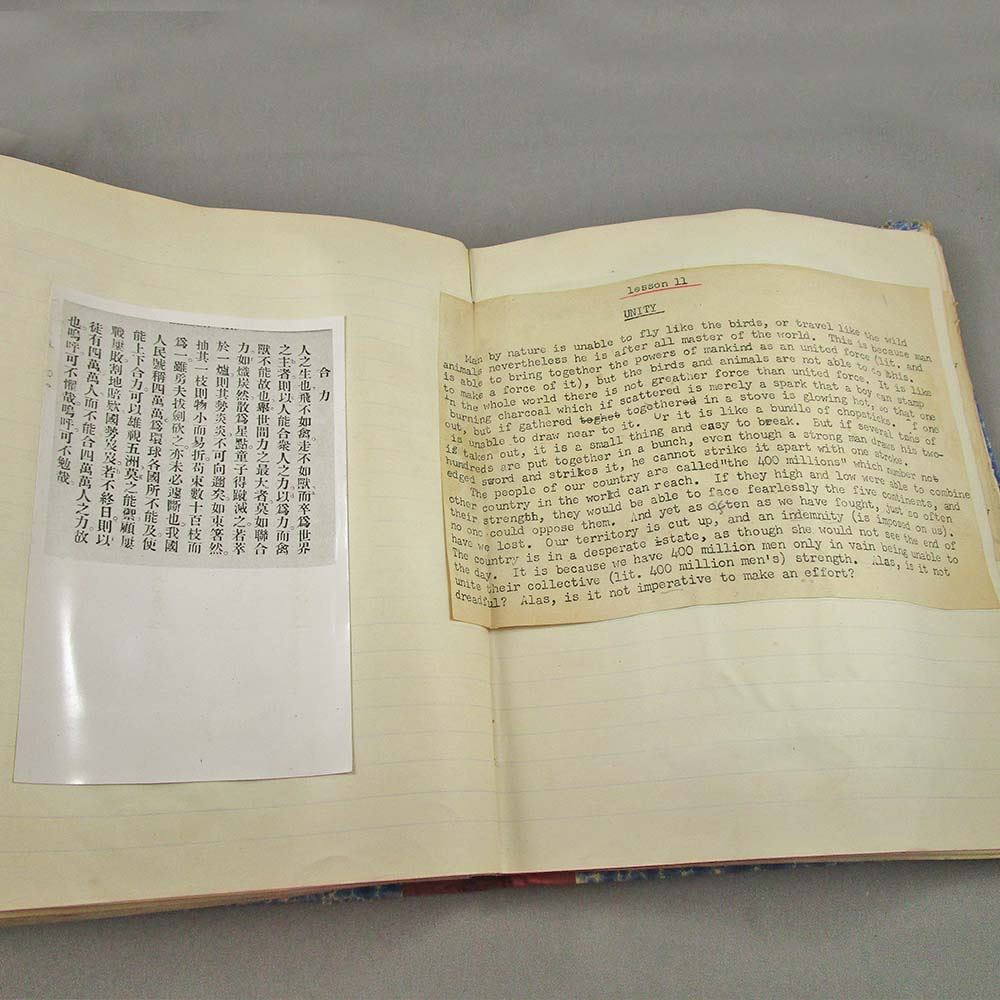 合力
人之生也飛不如禽走不如獸而卒爲世界
之主者則以人能合衆人之力以爲力而禽
獸不能故也舉世間力之最大者莫如聯合
力如熾炭然散爲星點童子得蹴滅之若萃
於一爐則其勢炎炎不可向邇矣如束箸然
抽其一枝則物小而易折苟束數十百枝而
爲一雖勇夫拔劍砍之亦未必遽斷也我國
人民號稱四萬萬爲環球各國所不能及使
能上下合力可以雄視五洲莫之能禦顧屢
戰屢敗割地賠欵國勢岌岌若不終日則以
徒有四萬萬人而不能合四萬萬人之力故
也嗚呼可不懼哉嗚呼可不勉哉
lesson 11
UNITY
Man by nature is unable to fly like the birds, or travel like the wild
animals nevertheless he is after all master of the world. This is because man
is able to bring together the powers of mankind as an united force (lit. and
to make a force of it), but the birds and animals are not able to do this.
In the whole world there is not greather force than united force. It is like
burning charcoal which if scattered is merely a spark that a boy can stamp
out, but if gathered toghet togethered in a stove is glowing hot, so that one
is unable to draw near to it. Or it is like a bundle of chopsticks. If one
if taken out, it is a small thing and easy to break. But if several tens of
hundreds are put together in a bunch, even though a strong man draws his two-
edged sword and strikes it, he cannot strike it apart with one stroke.
The people of our country are called"the 400 millions" which number not
other country in the world can reach. If they high and low were able to combine
their strength, they would be able to face fearlessly the five continents, and
no one could oppose them. And yet as often as we have fought, just so often
have we lost. Our territory is cut up, and an indemnity (is imposed on us).
The country is in a desperate state, as though she would not see the end of
the day. It is because we have 400 million men only in vain being unable to
unite their collective (lit. 400 million men's) strength. Alas, is it not
dreadful? Alas, is it not imperative to make an effort?